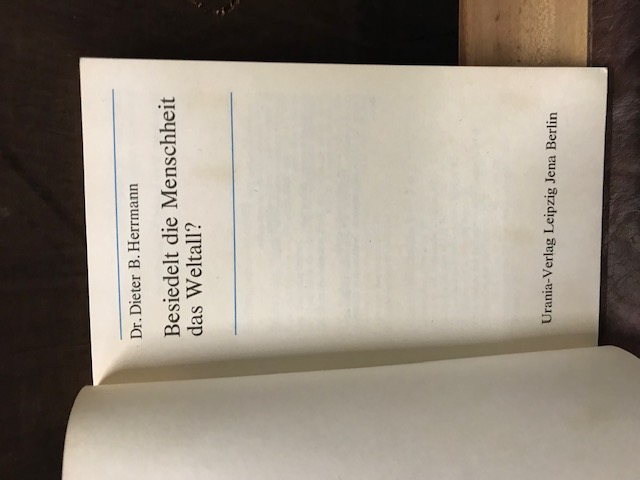 Dr. Dieter B. Herrmann
Besiedelt die Menschheit
das Weltall?
Urania-Verlag Leipzig Jena Berlin